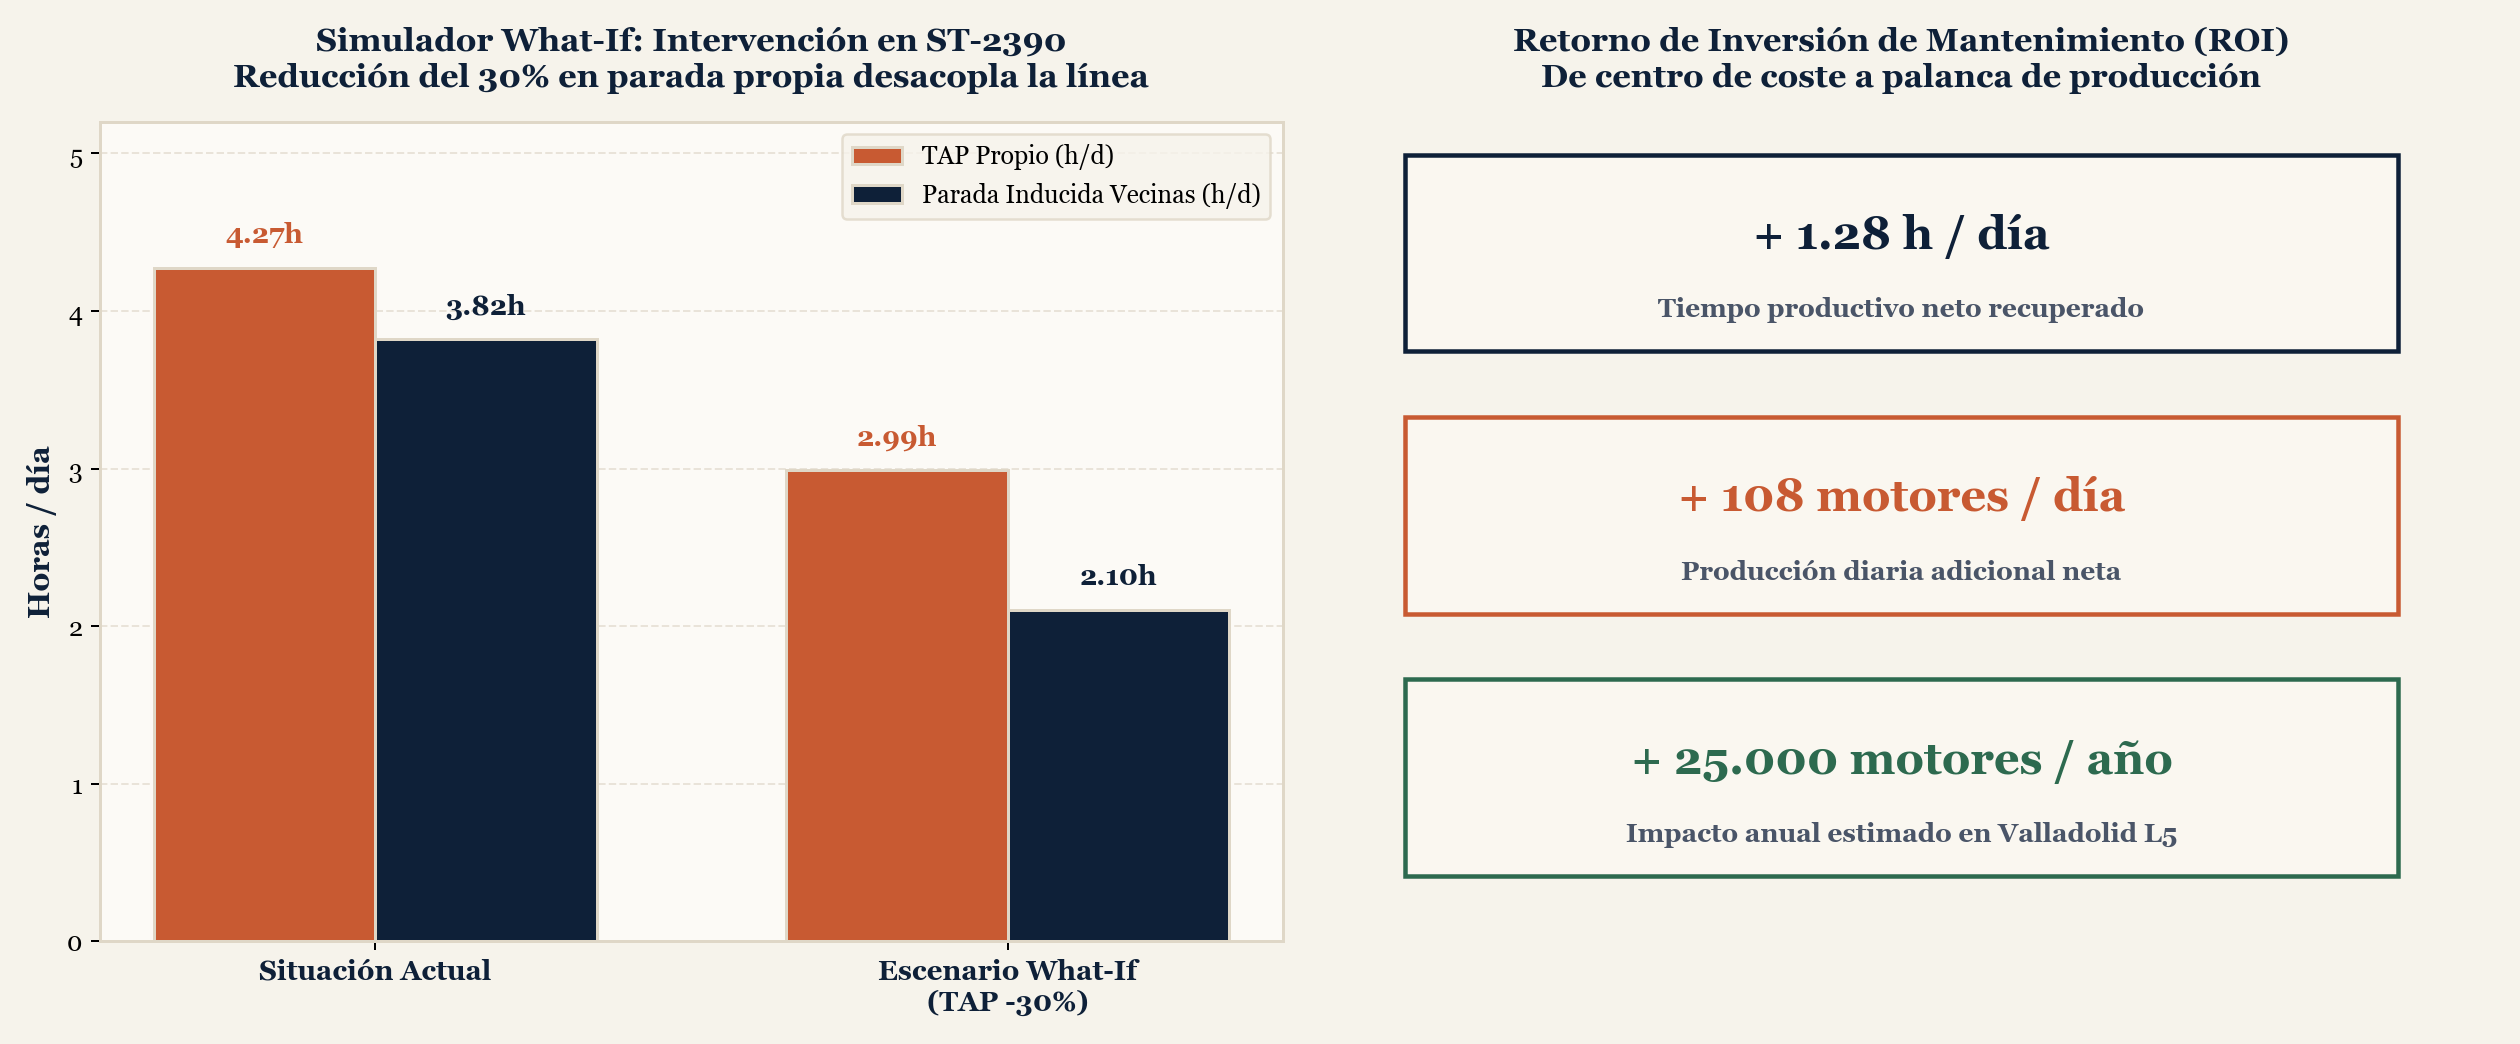 Simulador What-If: Intervención en ST-2390
Reducción del 30% en parada propia desacopla la línea
TAP Propio (h/d)
Parada Inducida Vecinas (h/d)
Horas / día
5
4
3
2
1
0
4.27h
3.82h
2.99h
2.10h
Situación Actual
Escenario What-If
(TAP -30%)
Retorno de Inversión de Mantenimiento (ROI)
De centro de coste a palanca de producción
+ 1.28 h / día
Tiempo productivo neto recuperado
+ 108 motores / día
Producción diaria adicional neta
+ 25.000 motores / año
Impacto anual estimado en Valladolid L5